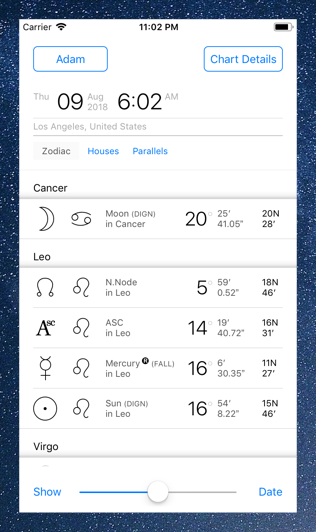 Carrier 11:02 PM
Adam Chart Details
Thu 09 Aug 2018 6:02 AM
Los Angeles, United States
Zodiac Houses Parallels
Cancer
Moon (DIGN) 20° 25' 20N
in Cancer 41.05" 28'
Leo
N.Node 5° 59' 18N
in Leo 0.52" 46'
Asc ASC 14° 19' 16N
in Leo 40.72" 31'
Mercury R (FALL) 16° 6' 11N
in Leo 30.35" 27'
Sun (DIGN) 16° 54' 15N
in Leo 8.22" 46'
Virgo
Show Date